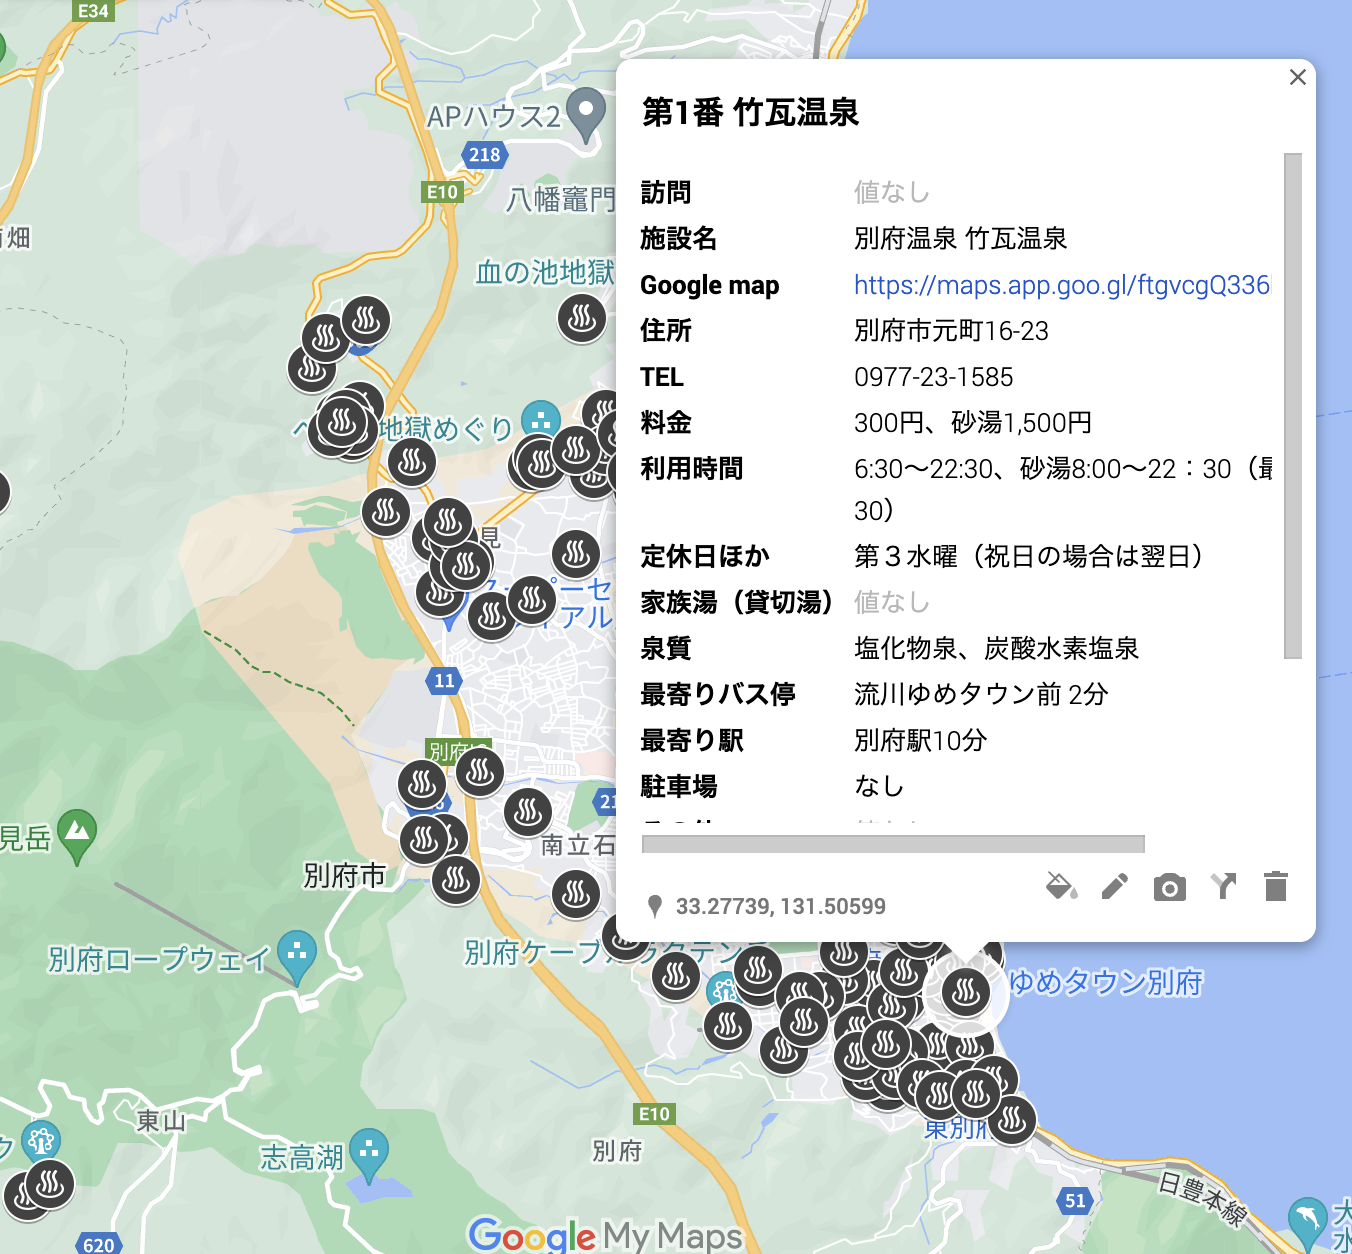 E34
APハウス2
218
E10
八幡竈門
畑
血の池地獄
地獄めぐり
見
11
別府
南立石
見岳
別府市
別府ロープウェイ
別府ケーブルラクテン
ゆめタウン別府
東山
志高湖
E10
別府
東別府
51
日豊本線
620
Google My Maps
第1番 竹瓦温泉
訪問 値なし
施設名 別府温泉 竹瓦温泉
Google map https://maps.app.goo.gl/ftgvcgQ336
住所 別府市元町16-23
TEL 0977-23-1585
料金 300円、砂湯1,500円
利用時間 6:30〜22:30、砂湯8:00〜22：30（最
30）
定休日ほか 第３水曜（祝日の場合は翌日）
家族湯（貸切湯） 値なし
泉質 塩化物泉、炭酸水素塩泉
最寄りバス停 流川ゆめタウン前 2分
最寄り駅 別府駅10分
駐車場 なし
33.27739, 131.50599